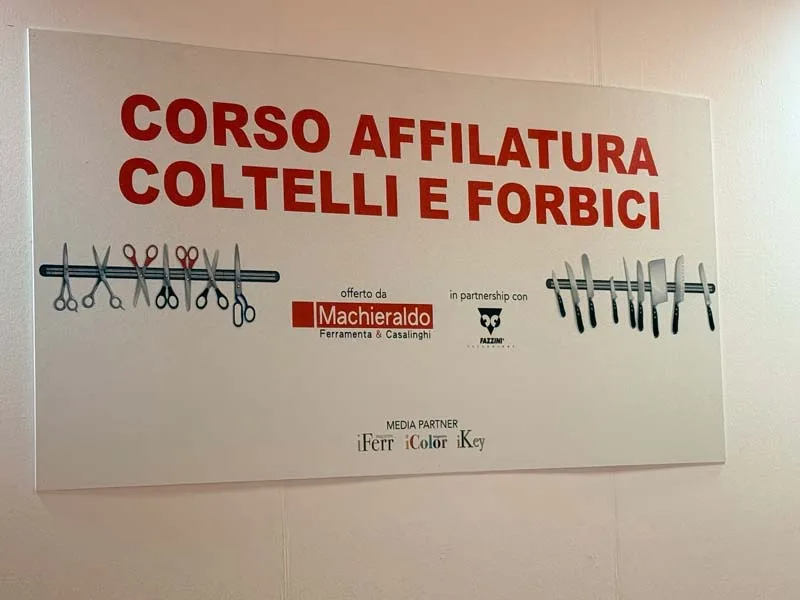 CORSO AFFILATURA
COLTELLI E FORBICI
offerto da
Machieraldo
Ferramenta & Casalinghi
in partnership con
FAZZINI
MEDIA PARTNER
iFerr iColor iKey